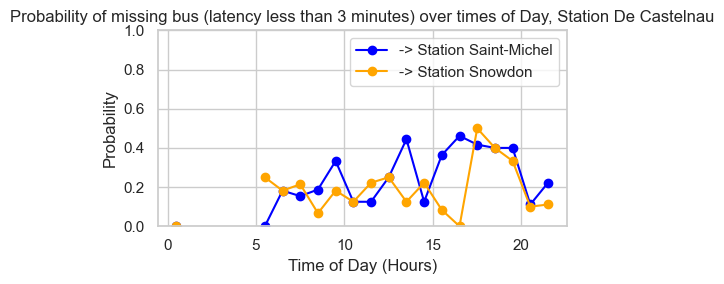 Probability of missing bus (latency less than 3 minutes) over times of Day, Station De Castelnau
1.0
0.8
0.6
0.4
0.2
0.0
Probability
-> Station Saint-Michel
-> Station Snowdon
0
5
10
15
20
Time of Day (Hours)